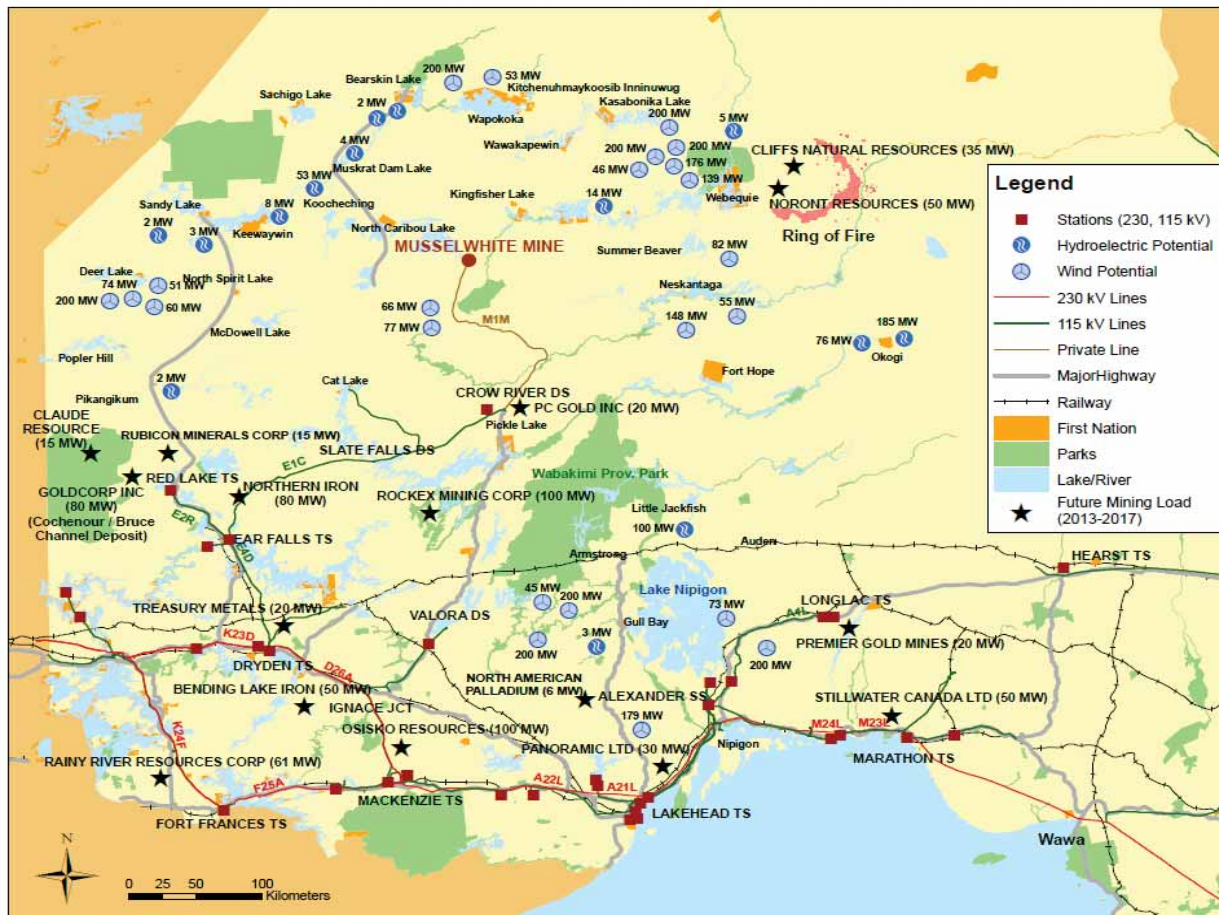 200 MW
53 MW
Bearskin Lake
Kitchenuhmaykoosib Inninuwug
Sachigo Lake
2 MW
Wapokoka
Kasabonika Lake
200 MW
5 MW
Wawakapewin
4 MW
Muskrat Dam Lake
200 MW
200 MW
CLIFFS NATURAL RESOURCES (35 MW)
46 MW
176 MW
139 MW
53 MW
Koocheching
Kingfisher Lake
14 MW
Webequie
NORONT RESOURCES (50 MW)
Sandy Lake
8 MW
2 MW
3 MW
Keewaywin
North Caribou Lake
Ring of Fire
MUSSELWHITE MINE
Summer Beaver
82 MW
Deer Lake
74 MW
51 MW
North Spirit Lake
200 MW
60 MW
Neskantaga
55 MW
66 MW
77 MW
M1M
148 MW
McDowell Lake
76 MW
185 MW
Okogi
Popler Hill
Fort Hope
2 MW
Cat Lake
Pikangikum
CROW RIVER DS
PC GOLD INC (20 MW)
Pickle Lake
CLAUDE
RESOURCE
(15 MW)
RUBICON MINERALS CORP (15 MW)
SLATE FALLS DS
E1C
Wabakimi Prov. Park
RED LAKE TS
GOLDCORP INC
(80 MW)
(Cochenour / Bruce
Channel Deposit)
NORTHERN IRON
(80 MW)
ROCKEX MINING CORP (100 MW)
E2R
Little Jackfish
100 MW
EAR FALLS TS
E4D
Armstrong
Auden
HEARST TS
45 MW
200 MW
Lake Nipigon
TREASURY METALS (20 MW)
VALORA DS
73 MW
LONGLAC TS
A4L
K23D
200 MW
3 MW
Gull Bay
PREMIER GOLD MINES (20 MW)
200 MW
DRYDEN TS
D26A
BENDING LAKE IRON (50 MW)
NORTH AMERICAN
PALLADIUM (6 MW)
ALEXANDER SS
STILLWATER CANADA LTD (50 MW)
IGNACE JCT
K24F
OSISKO RESOURCES (100 MW)
179 MW
M24L
M23L
PANORAMIC LTD (30 MW)
Nipigon
MARATHON TS
RAINY RIVER RESOURCES CORP (61 MW)
F25A
A22L
A21L
MACKENZIE TS
FORT FRANCES TS
LAKEHEAD TS
Wawa
N
0 25 50 100
Kilometers
Legend
Stations (230, 115 kV)
Hydroelectric Potential
Wind Potential
230 kV Lines
115 kV Lines
Private Line
MajorHighway
Railway
First Nation
Parks
Lake/River
Future Mining Load
(2013-2017)